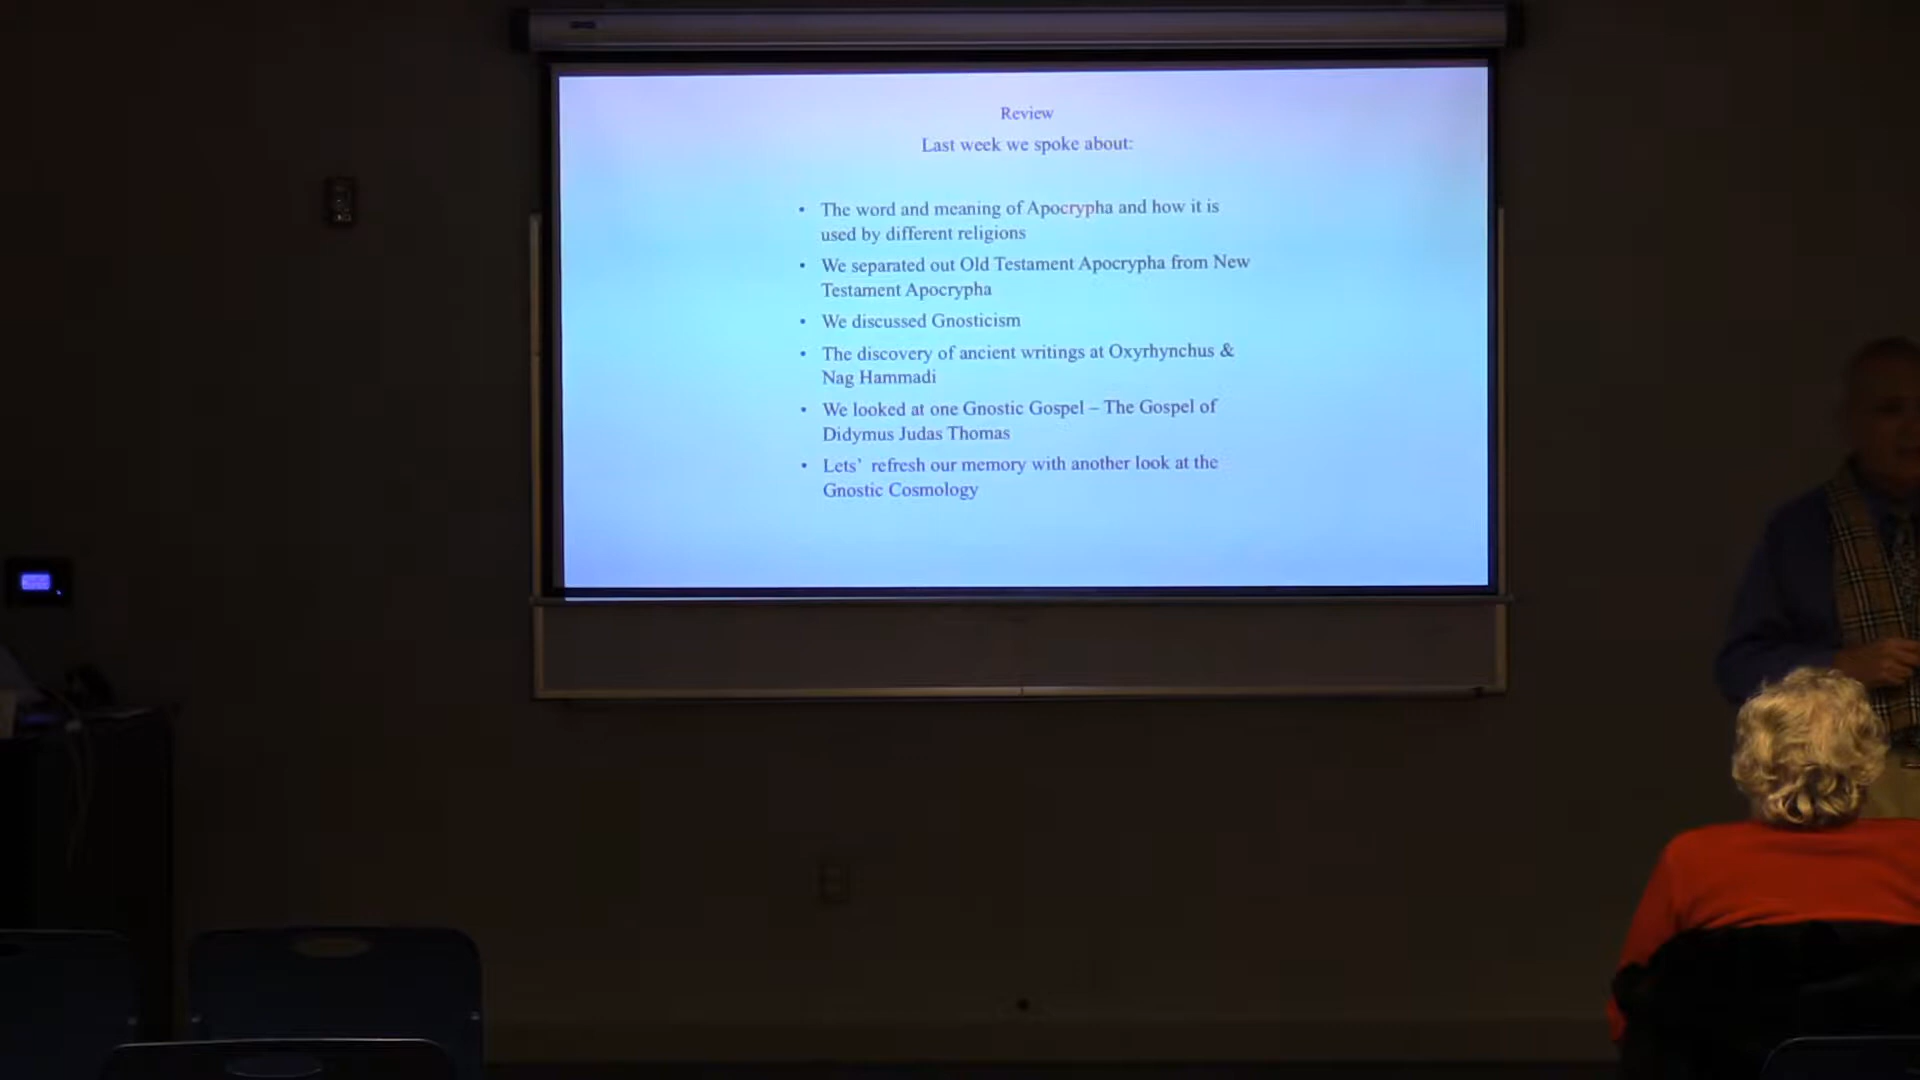 Review
Last week we spoke about:
• The word and meaning of Apocrypha and how it is
used by different religions
• We separated out Old Testament Apocrypha from New
Testament Apocrypha
• We discussed Gnosticism
• The discovery of ancient writings at Oxyrhynchus &
Nag Hammadi
• We looked at one Gnostic Gospel – The Gospel of
Didymus Judas Thomas
• Lets’ refresh our memory with another look at the
Gnostic Cosmology